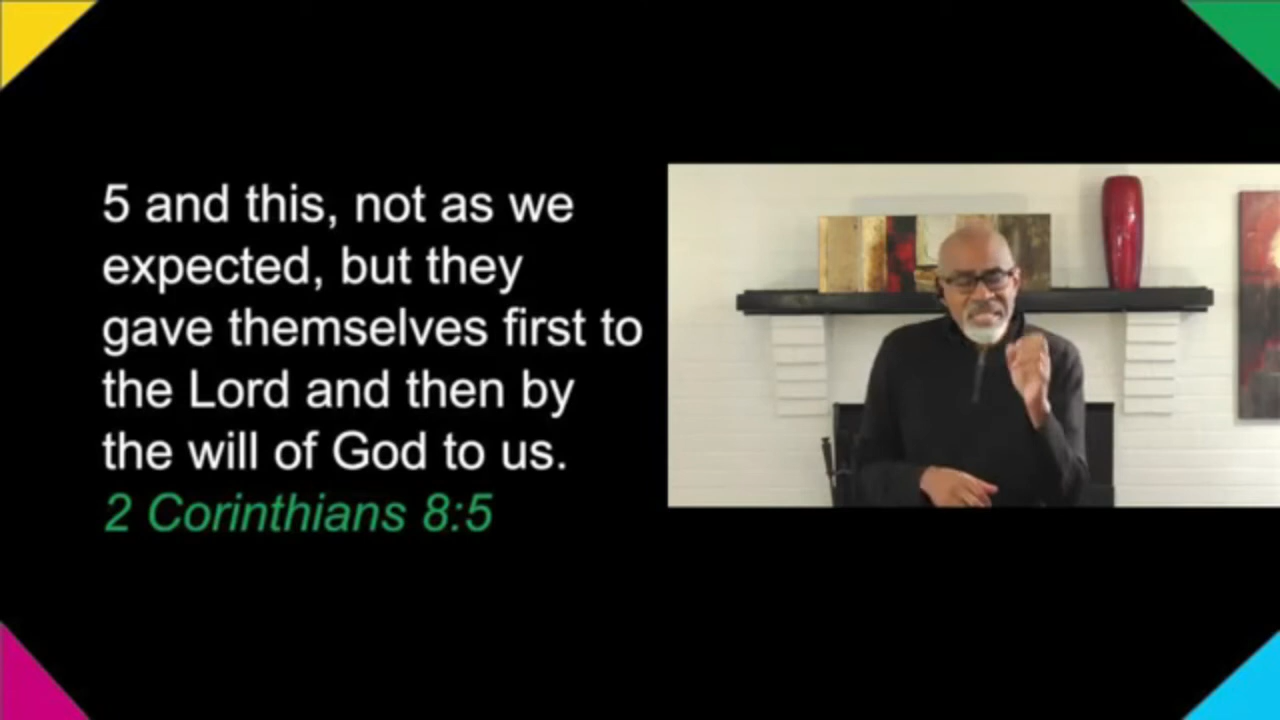 5 and this, not as we
expected, but they
gave themselves first to
the Lord and then by
the will of God to us.
2 Corinthians 8:5